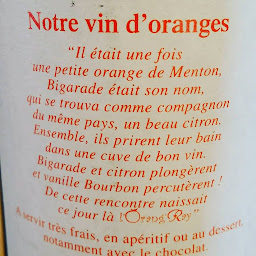 Notre vin d'oranges
"Il était une fois
une petite orange de Menton,
Bigarade était son nom,
qui se trouva comme compagnon
du même pays, un beau citron.
Ensemble, ils prirent leur bain
dans une cuve de bon vin.
Bigarade et citron plongèrent
et vanille Bourbon percutèrent !
De cette rencontre naissait
ce jour là l'Orang'Ray"
A servir très frais, en apéritif ou au dessert,
notamment avec le chocolat.